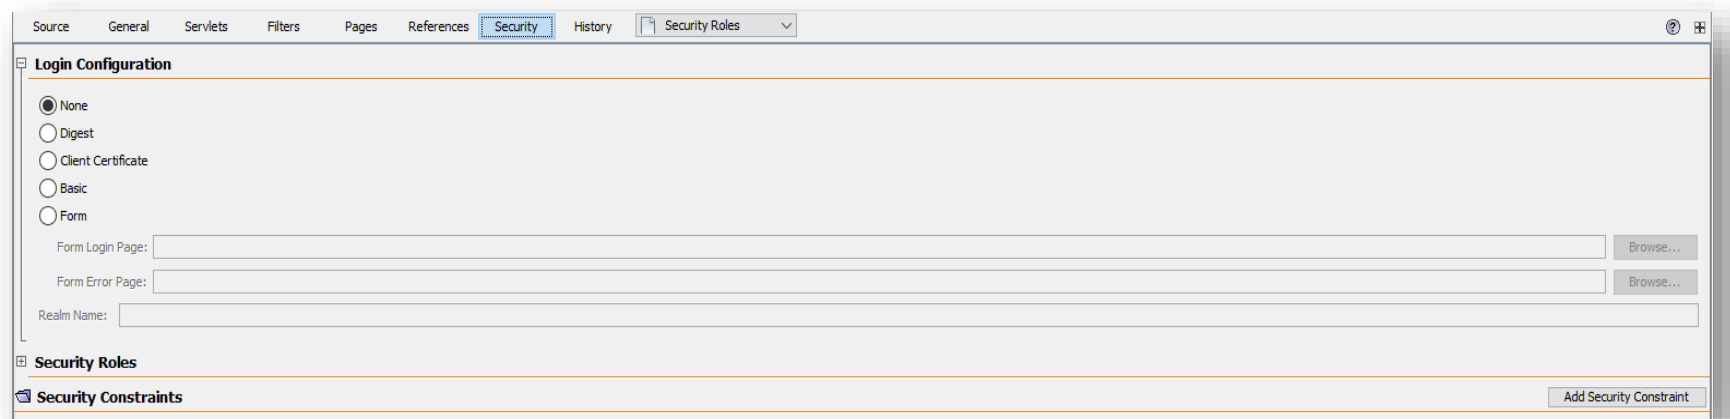 Source General Servlets Filters Pages References Security History Security Roles
Login Configuration
None
Digest
Client Certificate
Basic
Form
Form Login Page: Browse...
Form Error Page: Browse...
Realm Name:
Security Roles
Security Constraints Add Security Constraint